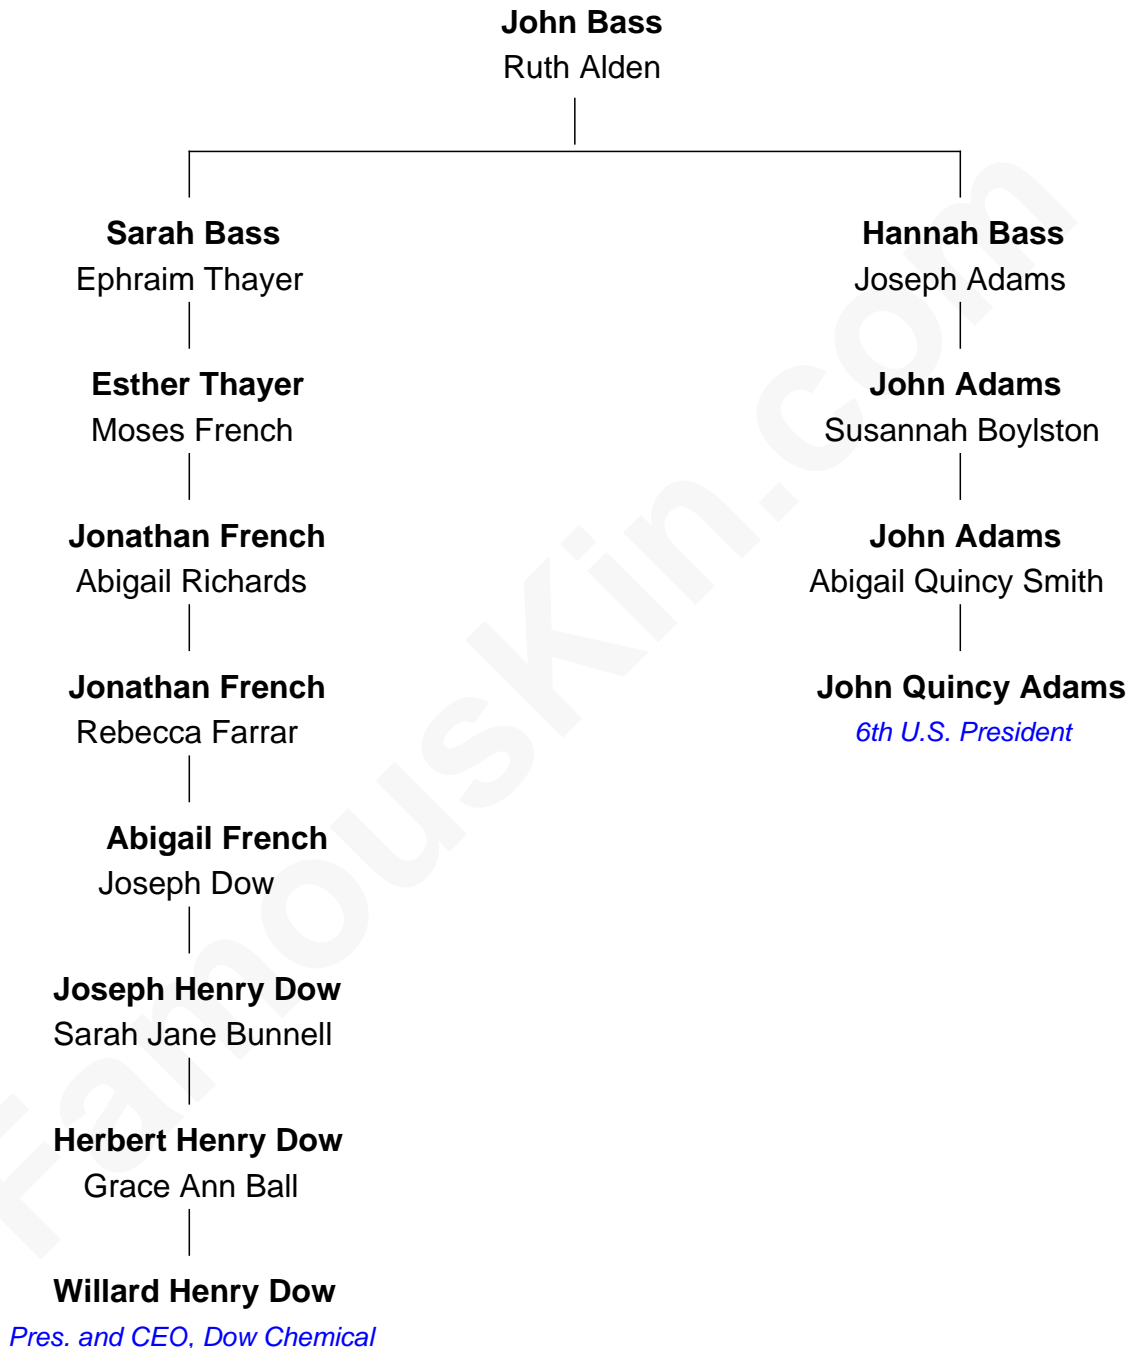 John Bass
Ruth Alden
Sarah Bass
Ephraim Thayer
Hannah Bass
Joseph Adams
Esther Thayer
Moses French
John Adams
Susannah Boylston
Jonathan French
Abigail Richards
John Adams
Abigail Quincy Smith
Jonathan French
Rebecca Farrar
John Quincy Adams
6th U.S. President
Abigail French
Joseph Dow
Joseph Henry Dow
Sarah Jane Bunnell
Herbert Henry Dow
Grace Ann Ball
Willard Henry Dow
Pres. and CEO, Dow Chemical
FamousKin.com